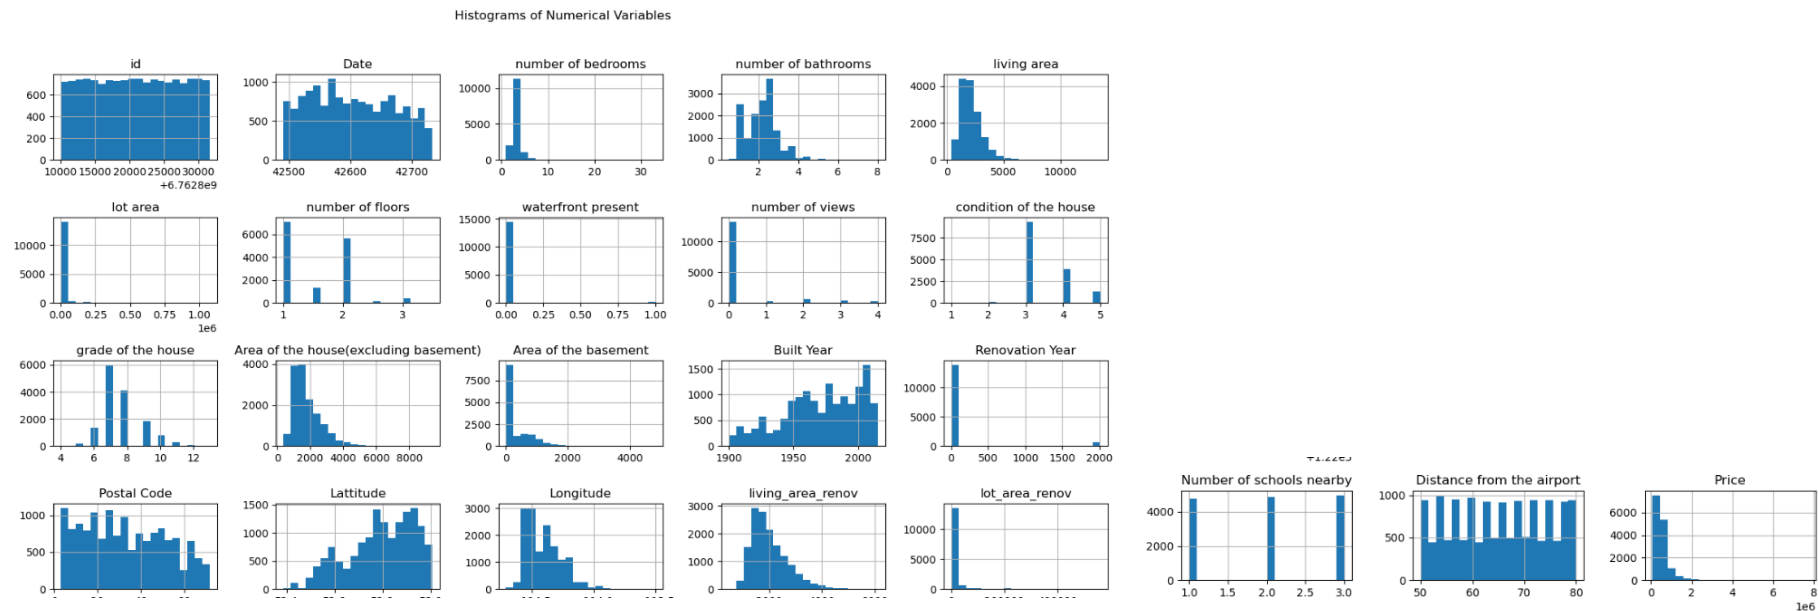 Histograms of Numerical Variables
id
Date
number of bedrooms
number of bathrooms
living area
600
400
200
0
10000 15000 20000 25000 30000
+6.7628e9
1000
500
0
42500 42600 42700
10000
5000
0
0 10 20 30
3000
2000
1000
0
2 4 6 8
4000
2000
0
0 5000 10000
lot area
number of floors
waterfront present
number of views
condition of the house
10000
5000
0
0.00 0.25 0.50 0.75 1.00
1e6
6000
4000
2000
0
1 2 3
15000
10000
5000
0
0.00 0.25 0.50 0.75 1.00
10000
5000
0
0 1 2 3 4
7500
5000
2500
0
1 2 3 4 5
grade of the house
Area of the house(excluding basement)
Area of the basement
Built Year
Renovation Year
6000
4000
2000
0
4 6 8 10 12
4000
2000
0
0 2000 4000 6000 8000
7500
5000
2500
0
0 2000 4000
1500
1000
500
0
1900 1950 2000
10000
5000
0
0 500 1000 1500 2000
Postal Code
Lattitude
Longitude
living_area_renov
lot_area_renov
Number of schools nearby
Distance from the airport
Price
1000
500
0
1500
1000
500
0
3000
2000
1000
0
3000
2000
1000
0
10000
5000
0
4000
2000
0
1.0 1.5 2.0 2.5 3.0
1000
500
0
50 60 70 80
6000
4000
2000
0
0 2 4 6 8
1e6